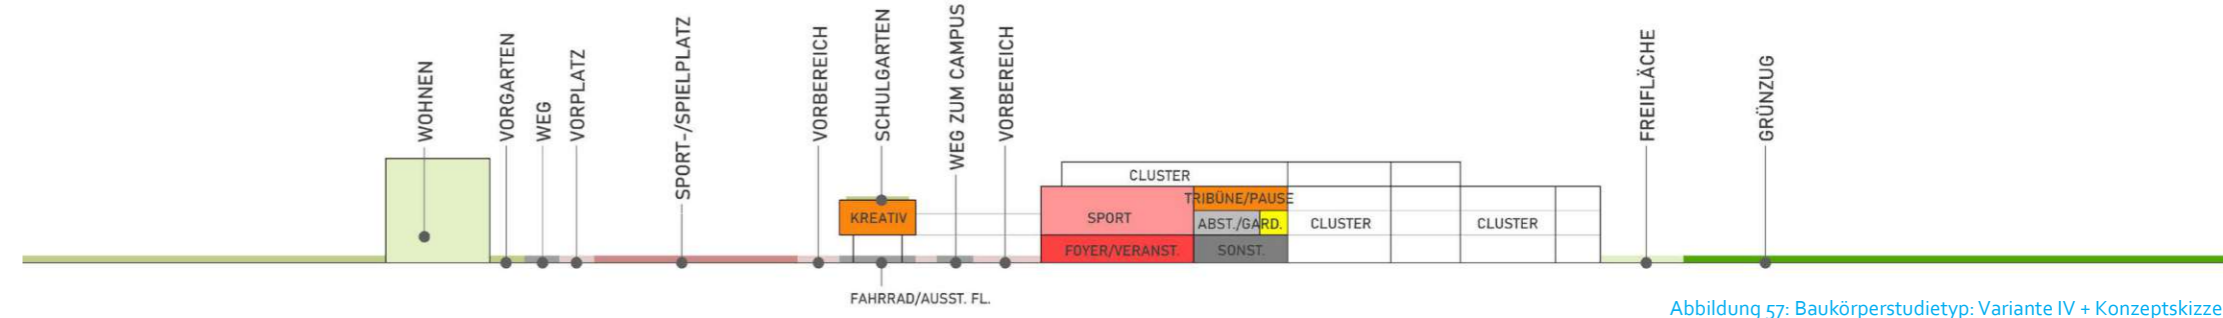 WOHNEN
VORGARTEN
WEG
VORPLATZ
SPORT-/SPIELPLATZ
VORBEREICH
SCHULGARTEN
WEG ZUM CAMPUS
VORBEREICH
FREIFLÄCHE
GRÜNZUG
CLUSTER
TRIBÜNE/PAUSE
KREATIV
SPORT
ABST./GARD.
CLUSTER
CLUSTER
FOYER/VERANST.
SONST.
FAHRRAD/AUSST. FL.
Abbildung 57: Baukörperstudietyp: Variante IV + Konzeptskizze